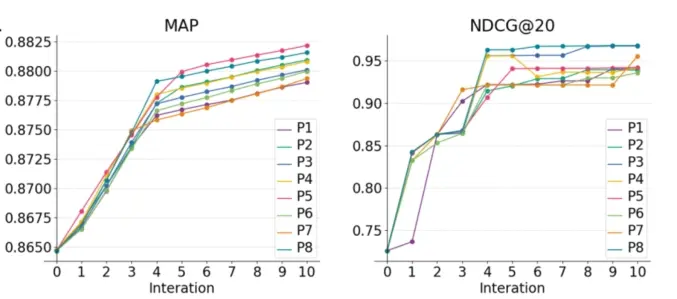 MAP
0.8825
0.8800
0.8775
0.8750
0.8725
0.8700
0.8675
0.8650
P1
P2
P3
P4
P5
P6
P7
P8
0 1 2 3 4 5 6 7 8 9 10
Interation
NDCG@20
0.95
0.90
0.85
0.80
0.75
P1
P2
P3
P4
P5
P6
P7
P8
0 1 2 3 4 5 6 7 8 9 10
Interation